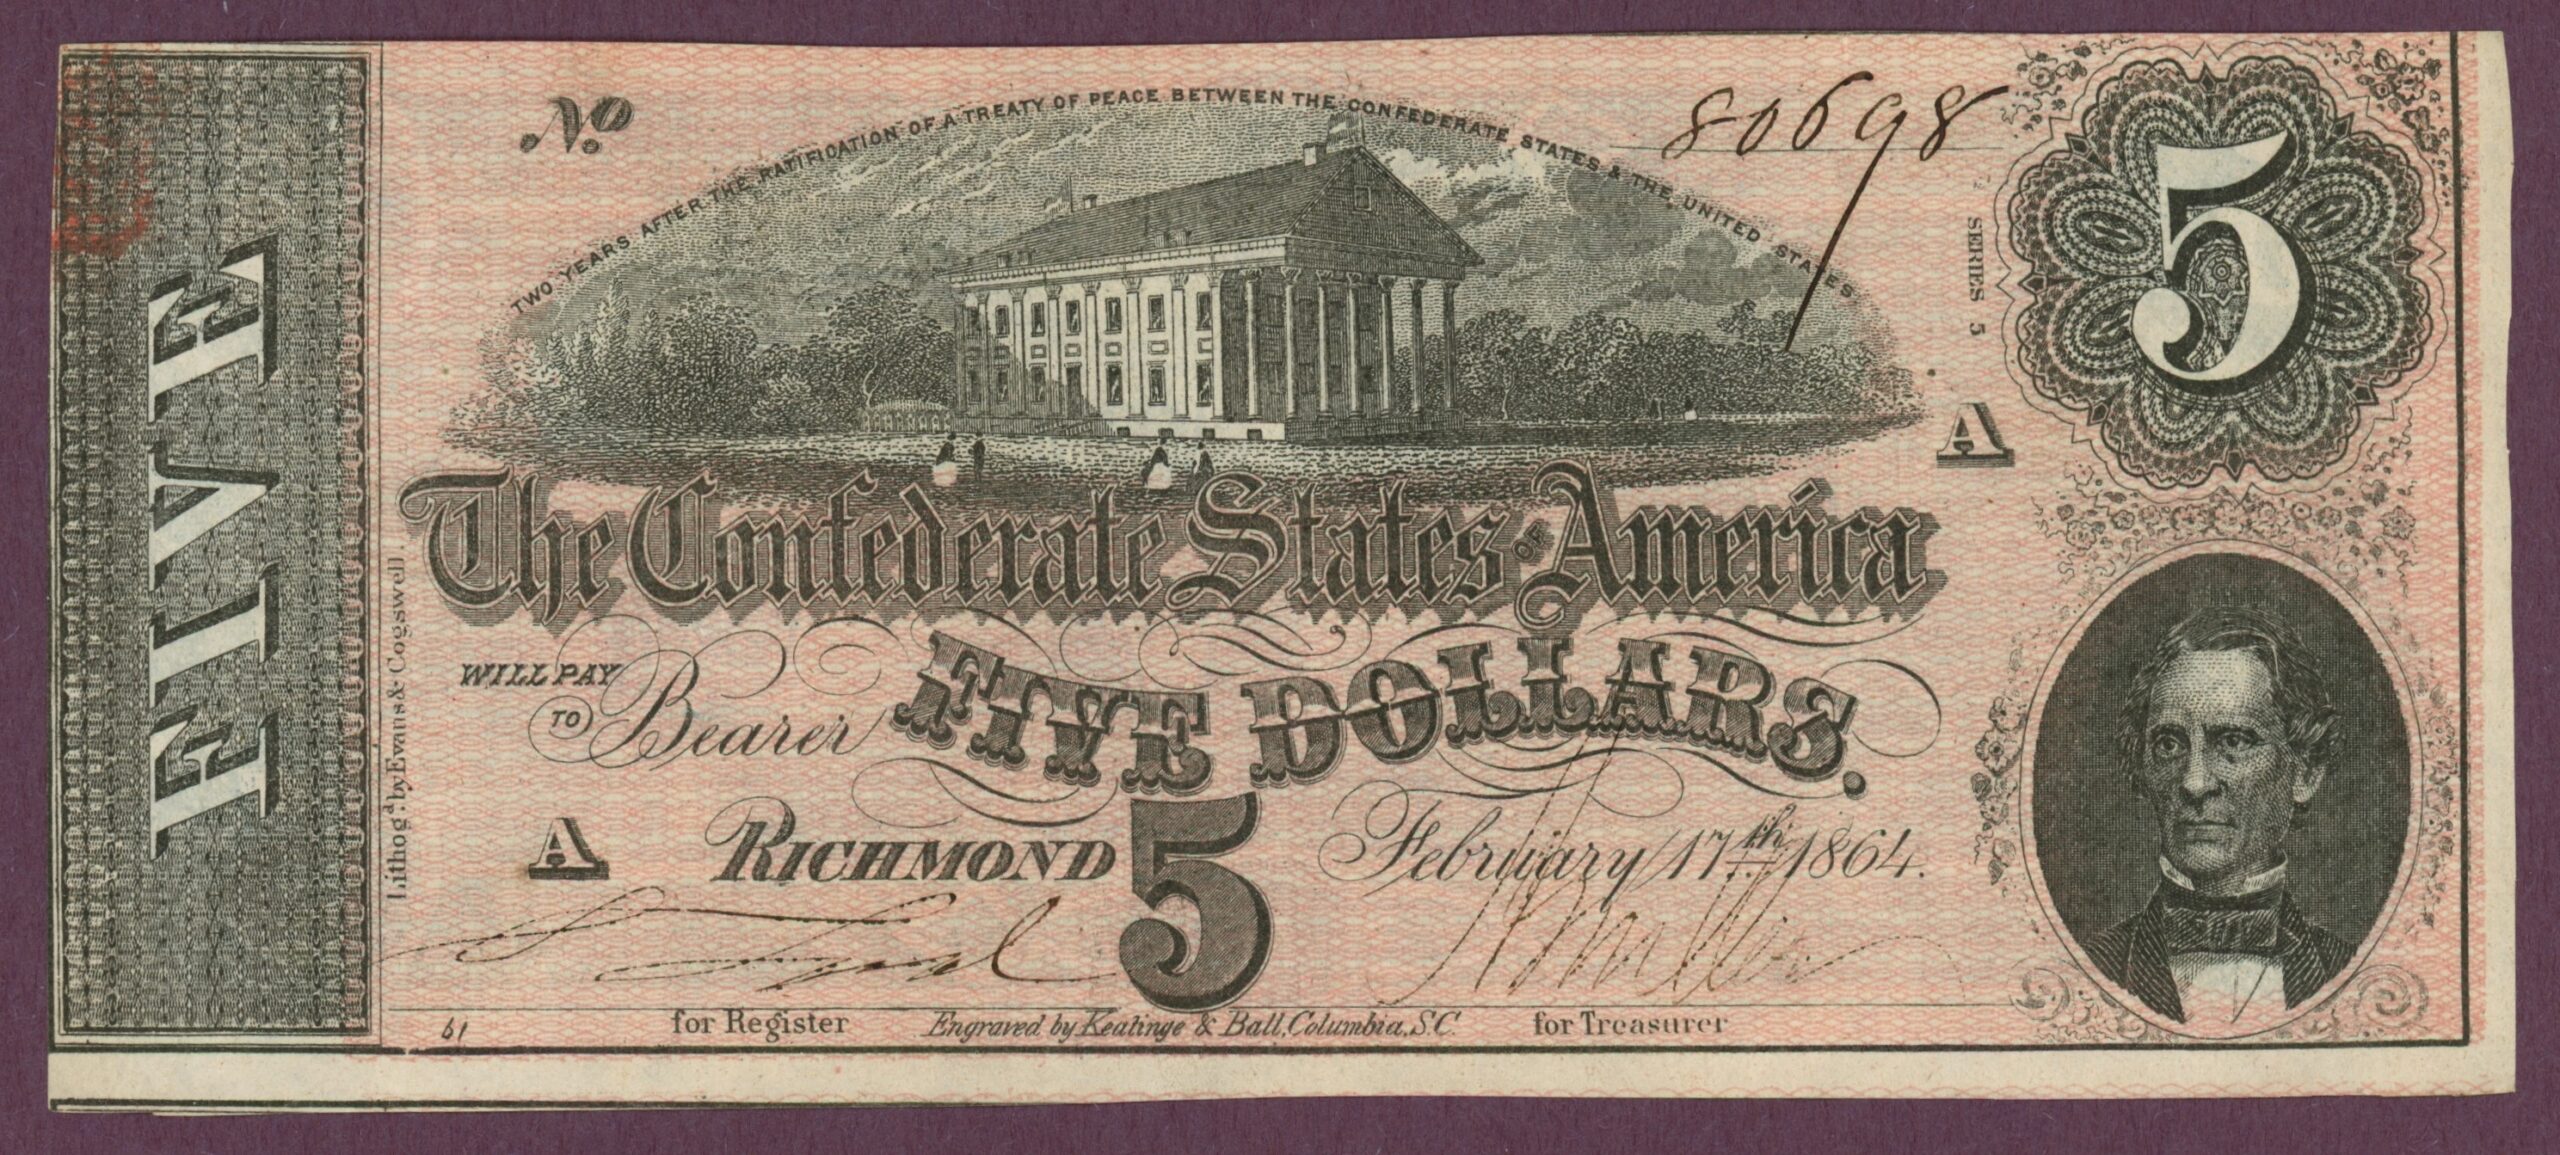 FIVE
No
80698
TWO YEARS AFTER THE RATIFICATION OF A TREATY OF PEACE BETWEEN THE CONFEDERATE STATES & THE UNITED STATES
SERIES 5
5
A
The Confederate States OF America
WILL PAY TO Bearer FIVE DOLLARS.
Lithogd. by Evans & Cogswell
A
RICHMOND 5 February 17th 1864.
61
for Register
Engraved by Keatinge & Ball, Columbia, S.C.
for Treasurer